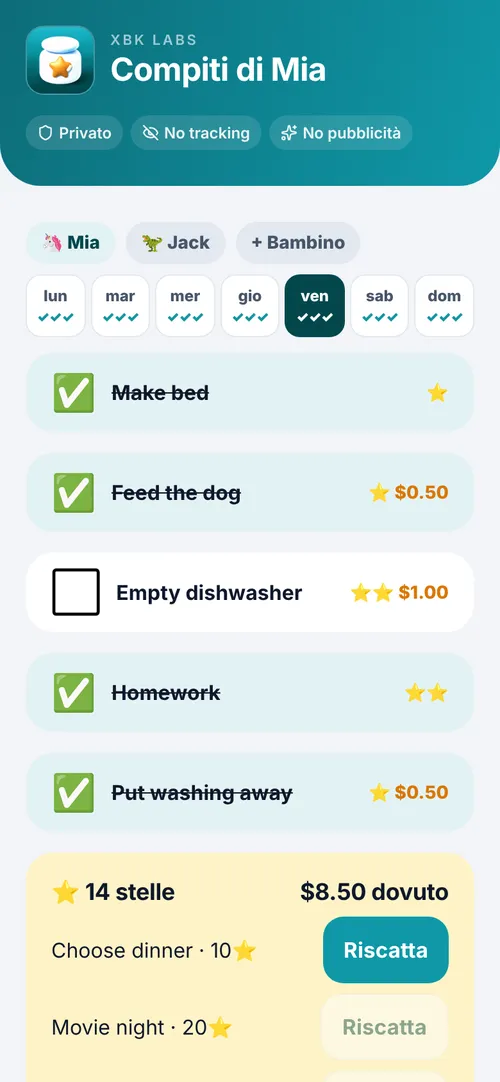 XBK LABS
Compiti di Mia
Privato
No tracking
No pubblicità
🦄 Mia
🦖 Jack
+ Bambino
lun
mar
mer
gio
ven
sab
dom
✓✓✓
✓✓✓
✓✓✓
✓✓✓
✓✓✓
✓✓✓
✓✓✓
✅ Make bed ⭐
✅ Feed the dog ⭐ $0.50
Empty dishwasher ⭐⭐ $1.00
✅ Homework ⭐⭐
✅ Put washing away ⭐ $0.50
⭐ 14 stelle $8.50 dovuto
Choose dinner · 10⭐ Riscatta
Movie night · 20⭐ Riscatta